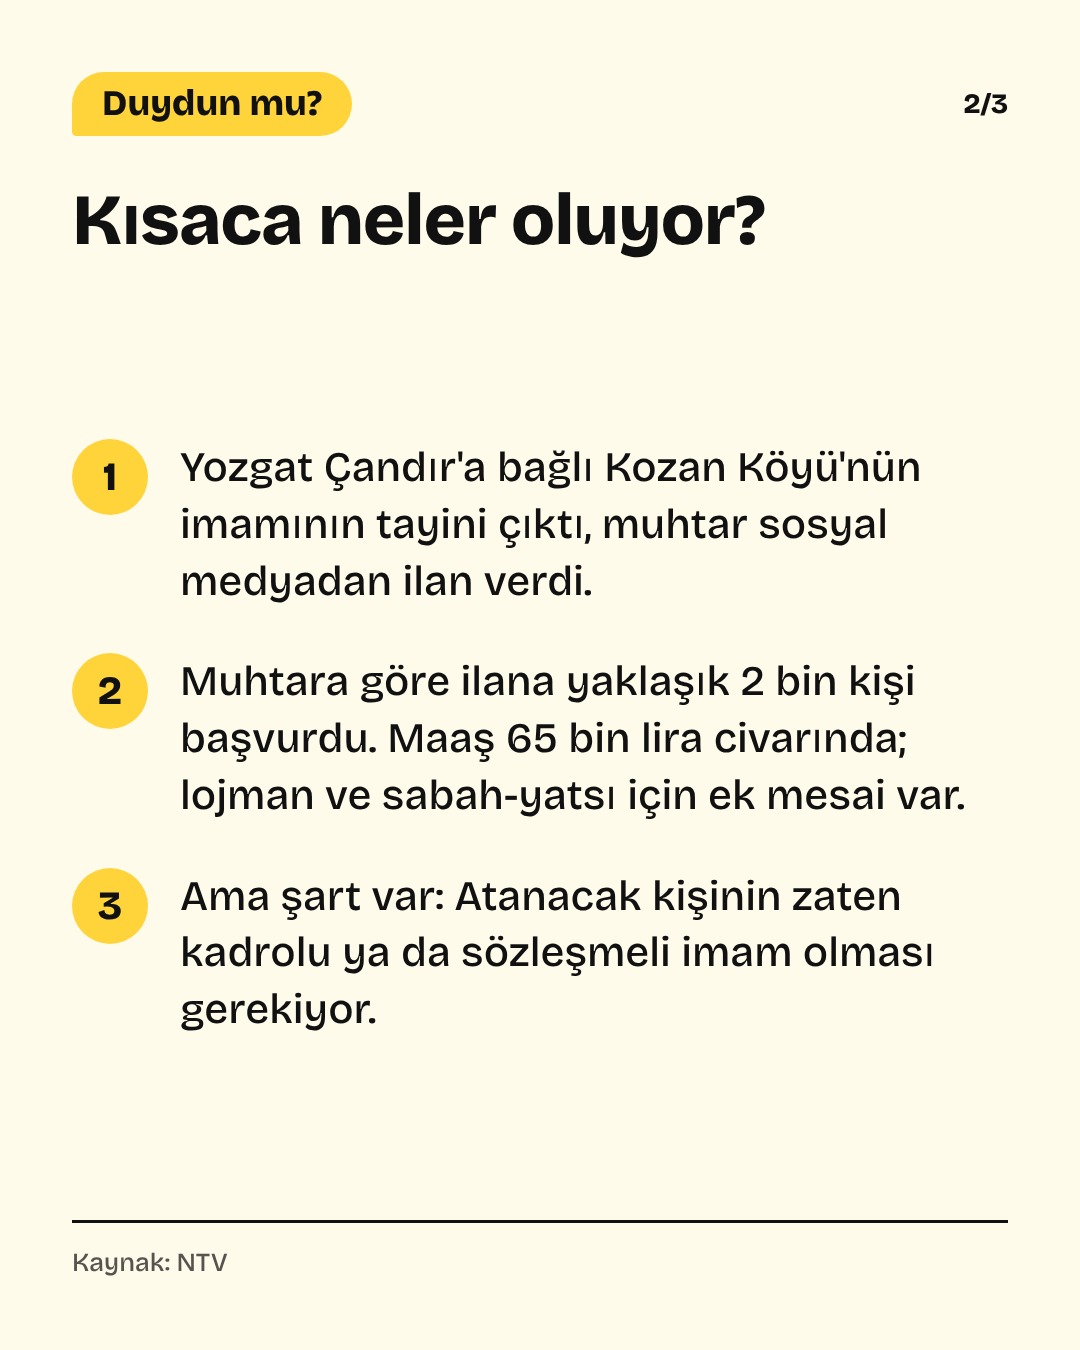 Duydun mu?
2/3
Kısaca neler oluyor?
1
Yozgat Çandır'a bağlı Kozan Köyü'nün
imamının tayini çıktı, muhtar sosyal
medyadan ilan verdi.
2
Muhtara göre ilana yaklaşık 2 bin kişi
başvurdu. Maaş 65 bin lira civarında;
lojman ve sabah-yatsı için ek mesai var.
3
Ama şart var: Atanacak kişinin zaten
kadrolu ya da sözleşmeli imam olması
gerekiyor.
Kaynak: NTV